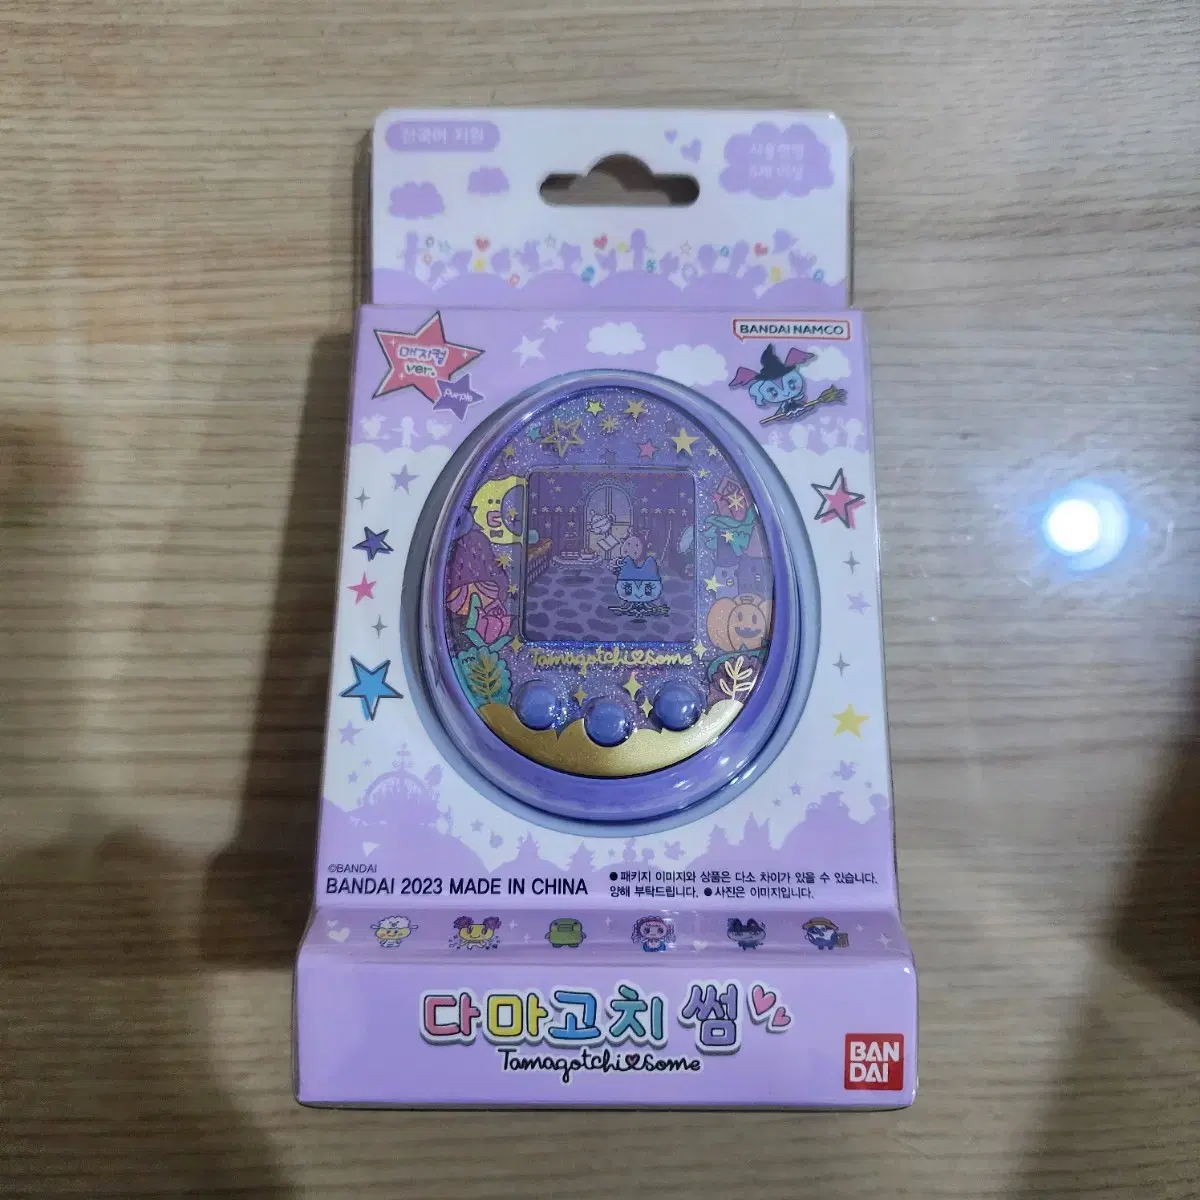 한국어 지원
사용연령
6세 이상
BANDAI NAMCO
매지컬
ver.
Purple
Tamagotchi some
©BANDAI
BANDAI 2023 MADE IN CHINA
● 패키지 이미지와 상품은 다소 차이가 있을 수 있습니다.
양해 부탁드립니다. ● 사진은 이미지입니다.
다마고치 썸
Tamagotchi some
BAN
DAI